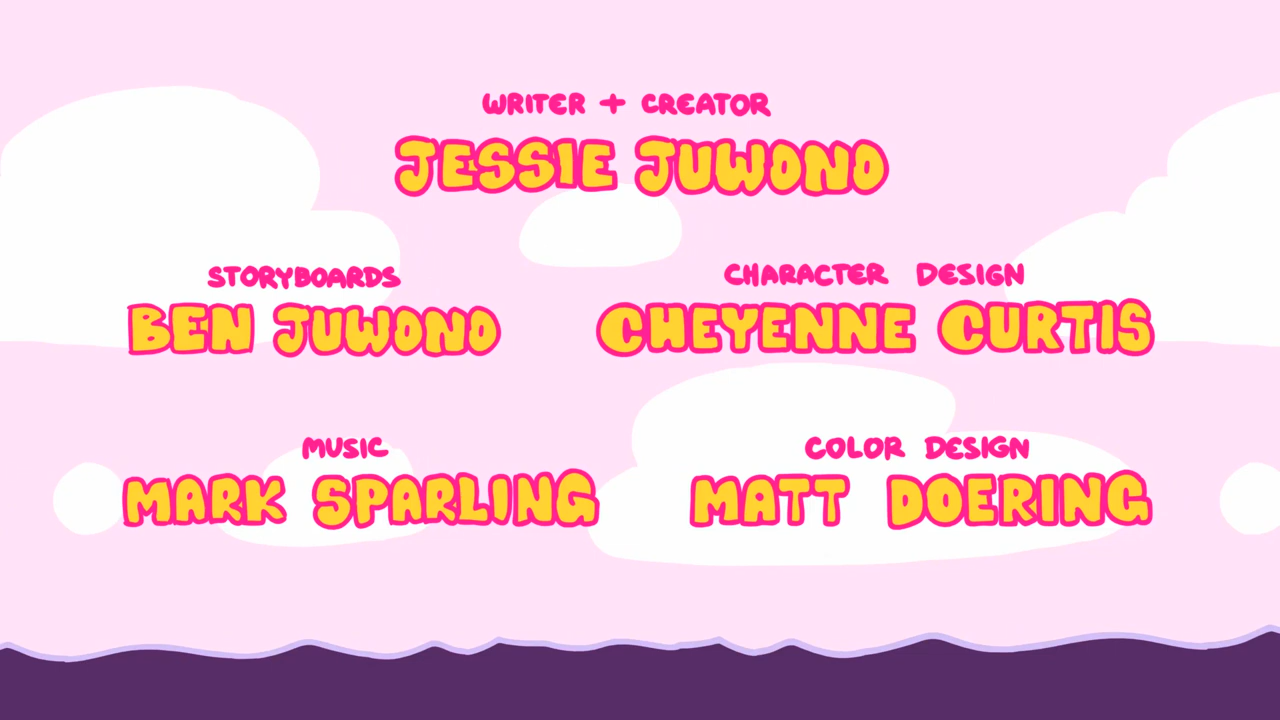 WRITER + CREATOR
JESSIE JUWONO
STORYBOARDS
BEN JUWONO
CHARACTER DESIGN
CHEYENNE CURTIS
MUSIC
MARK SPARLING
COLOR DESIGN
MATT DOERING